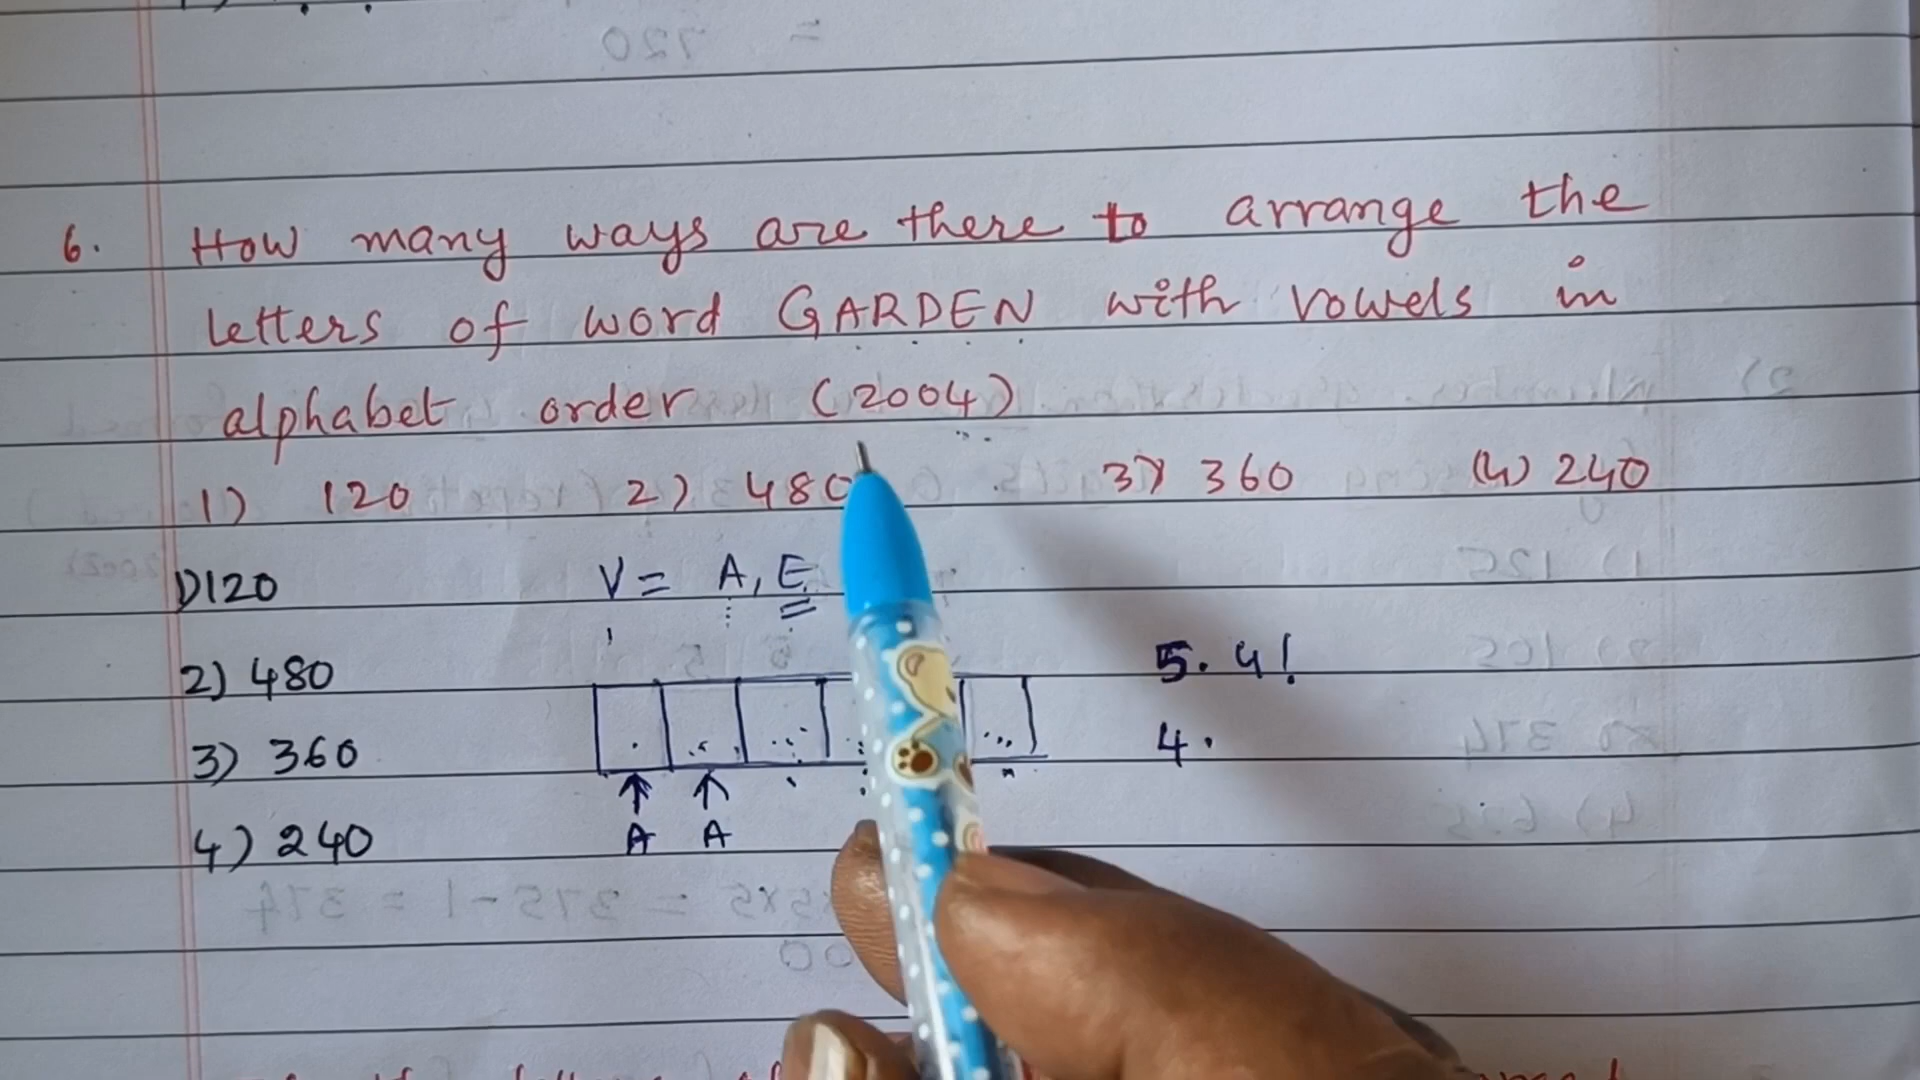 6. How many ways are there to arrange the
letters of word GARDEN with vowels in
alphabet order (2004)
1) 120 2) 480 3) 360 (4) 240
1) 120 V = A, E
2) 480 5. 4!
3) 360 4.
4) 240 A A